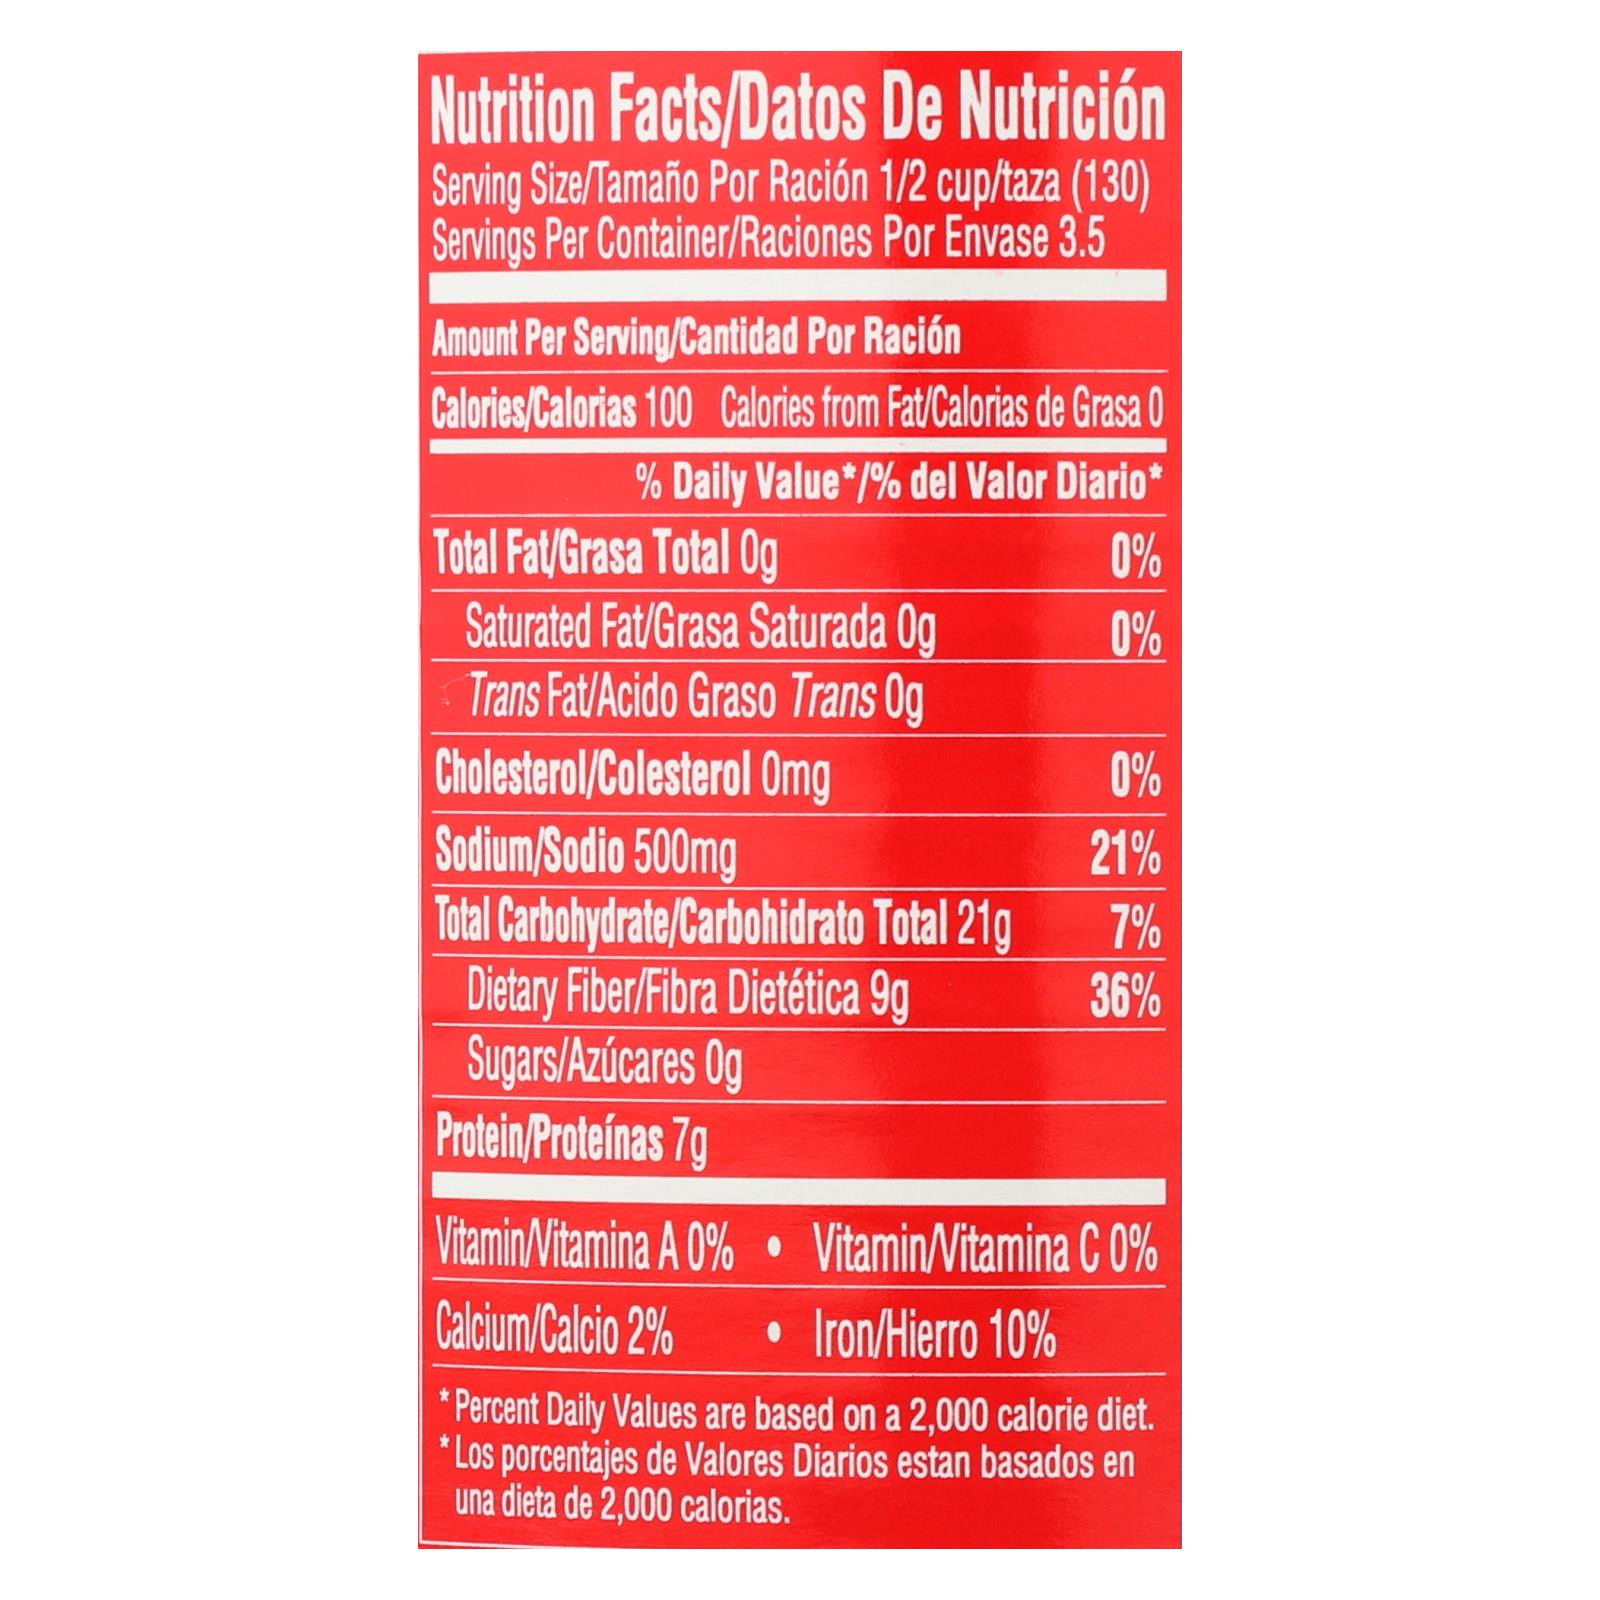 Nutrition Facts/Datos De Nutrición
Serving Size/Tamaño Por Ración 1/2 cup/taza (130)
Servings Per Container/Raciones Por Envase 3.5
Amount Per Serving/Cantidad Por Ración
Calories/Calorias 100 Calories from Fat/Calorias de Grasa 0
% Daily Value*/% del Valor Diario*
Total Fat/Grasa Total 0g 0%
Saturated Fat/Grasa Saturada 0g 0%
Trans Fat/Acido Graso Trans 0g
Cholesterol/Colesterol 0mg 0%
Sodium/Sodio 500mg 21%
Total Carbohydrate/Carbohidrato Total 21g 7%
Dietary Fiber/Fibra Dietética 9g 36%
Sugars/Azúcares 0g
Protein/Proteínas 7g
Vitamin/Vitamina A 0% • Vitamin/Vitamina C 0%
Calcium/Calcio 2% • Iron/Hierro 10%
* Percent Daily Values are based on a 2,000 calorie diet.
* Los porcentajes de Valores Diarios estan basados en
una dieta de 2,000 calorias.